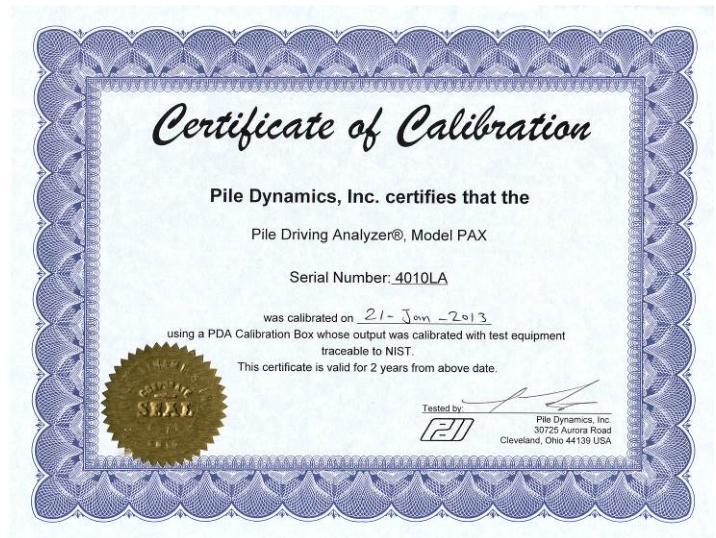 Certificate of Calibration
Pile Dynamics, Inc. certifies that the
Pile Driving Analyzer®, Model PAX
Serial Number: 4010LA
was calibrated on 21-Jan-2013
using a PDA Calibration Box whose output was calibrated with test equipment
traceable to NIST.
This certificate is valid for 2 years from above date.
CORPORATE
SEAL
Tested by:
PDI
Pile Dynamics, Inc.
30725 Aurora Road
Cleveland, Ohio 44139 USA